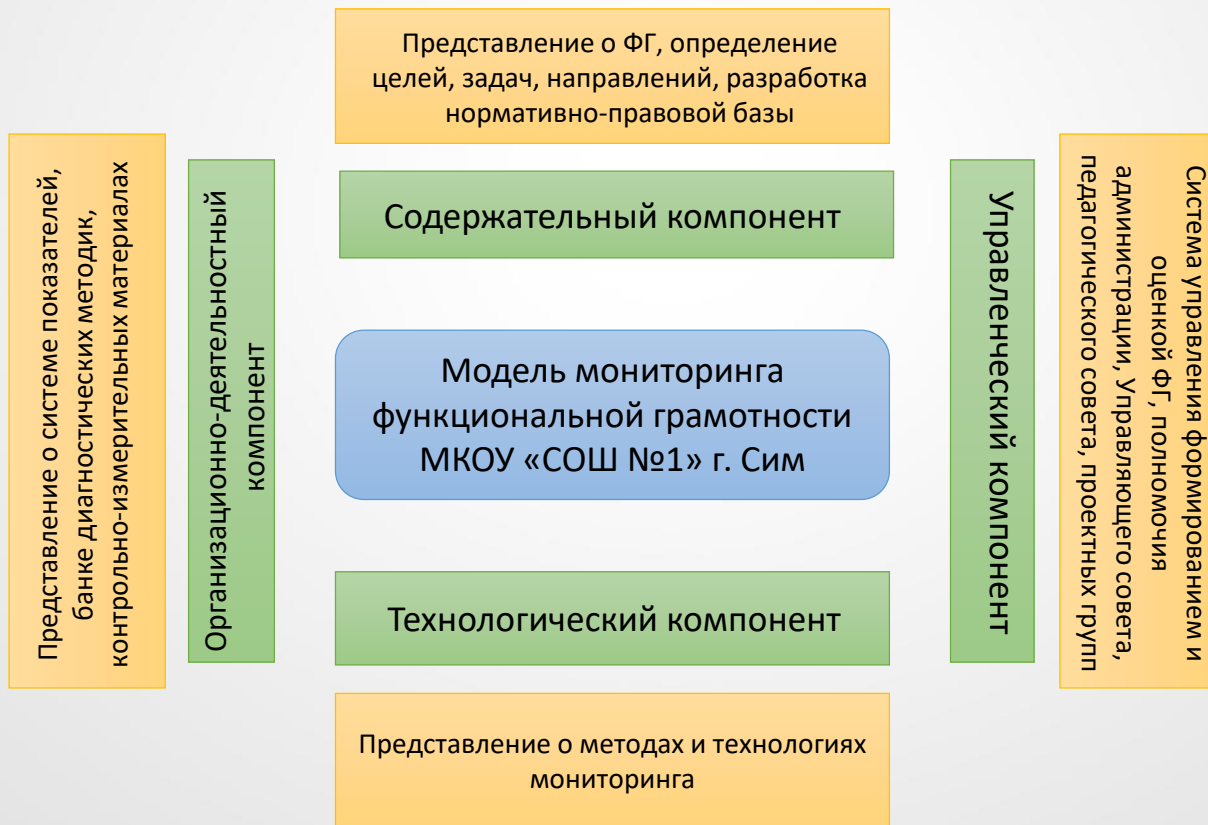 Представление о ФГ, определение
целей, задач, направлений, разработка
нормативно-правовой базы
Содержательный компонент
Представление о системе показателей,
банке диагностических методик,
контрольно-измерительных материалах
Организационно-деятельностный
компонент
Модель мониторинга
функциональной грамотности
МКОУ «СОШ №1» г. Сим
Управленческий компонент
Система управления формированием и
оценкой ФГ, полномочия
администрации, Управляющего совета,
педагогического совета, проектных групп
Технологический компонент
Представление о методах и технологиях
мониторинга